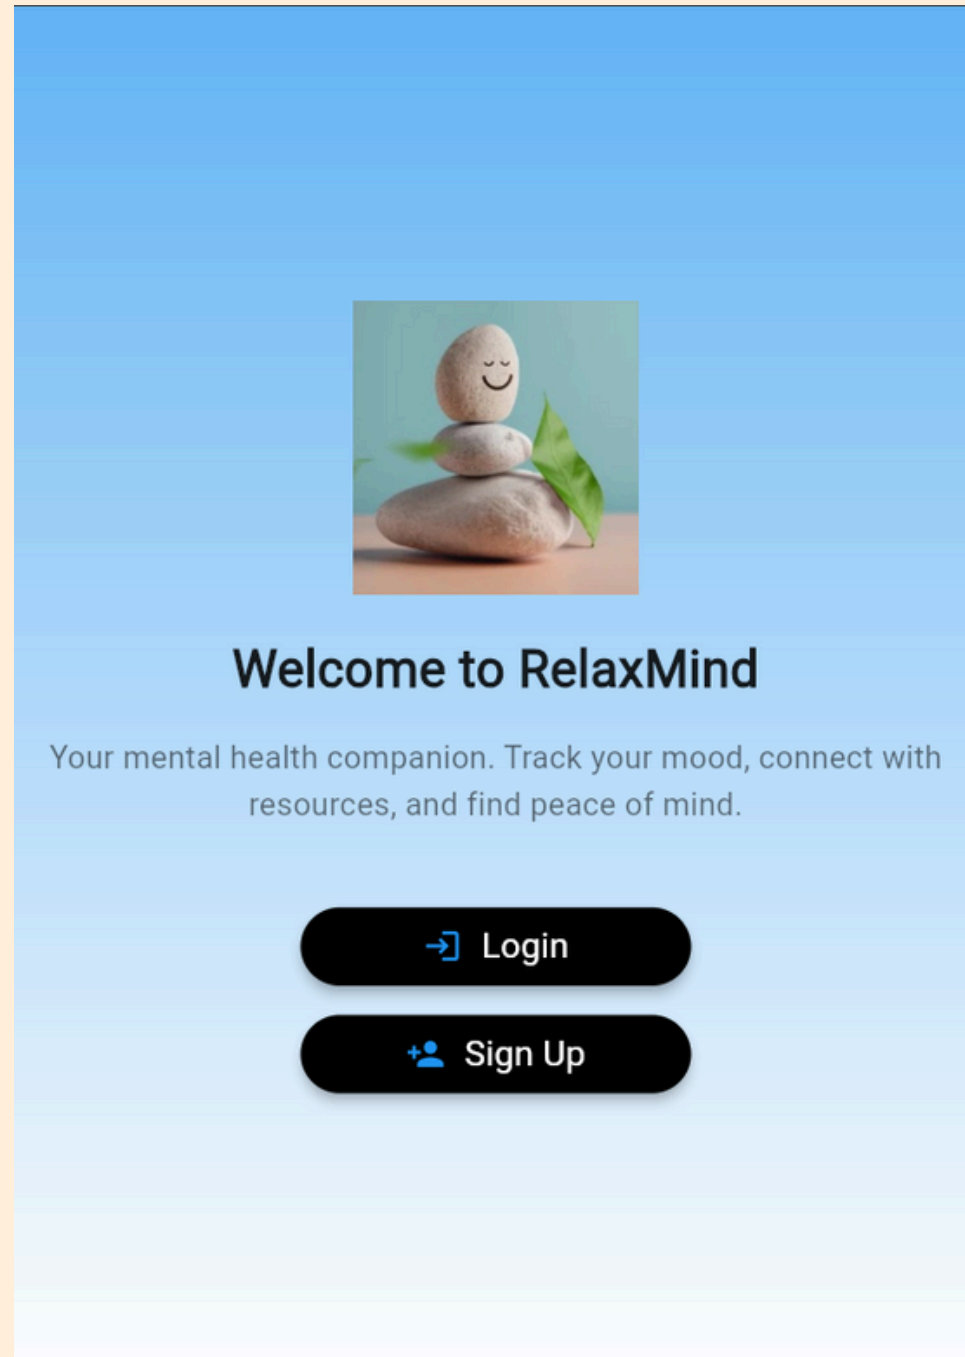 Welcome to RelaxMind
Your mental health companion. Track your mood, connect with
resources, and find peace of mind.
Login
Sign Up